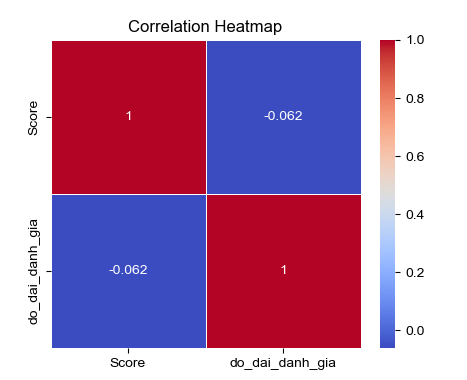 Correlation Heatmap
Score
do_dai_danh_gia
1
-0.062
-0.062
1
Score
do_dai_danh_gia
1.0
0.8
0.6
0.4
0.2
0.0